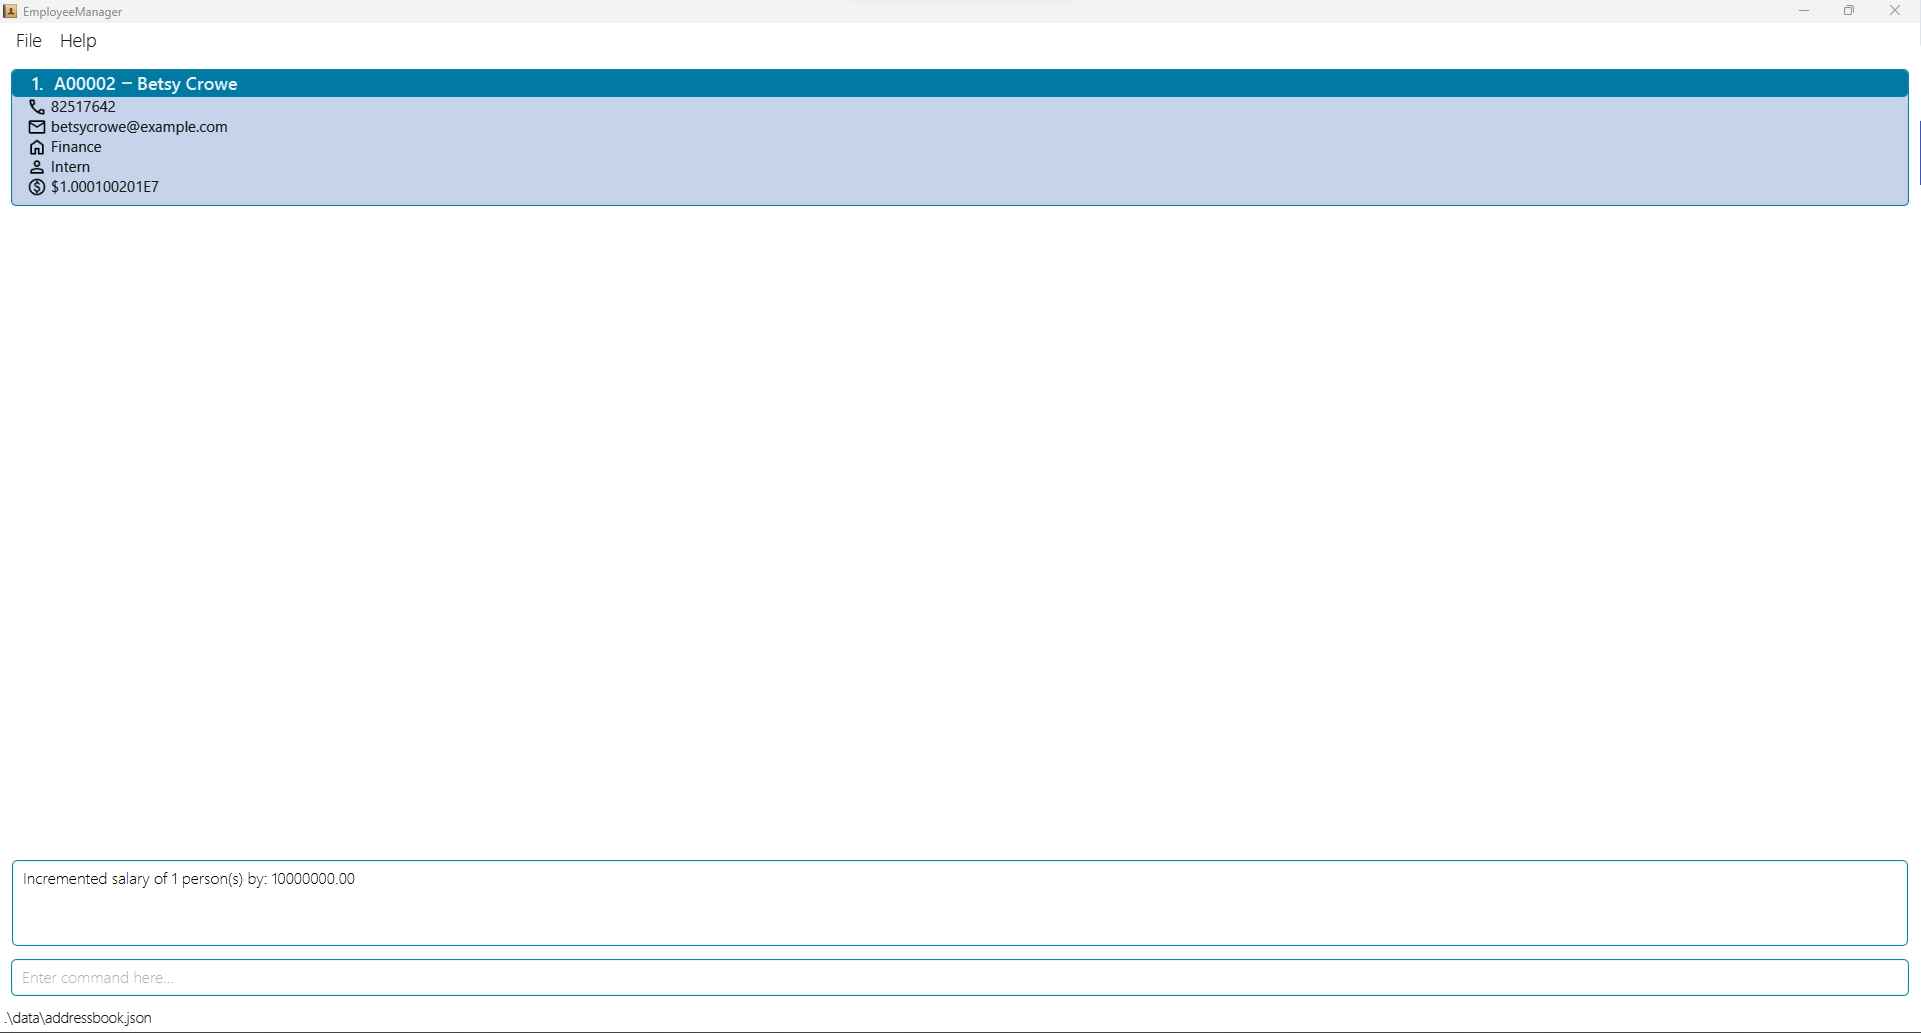 EmployeeManager
File Help
1. A00002 – Betsy Crowe
82517642
betsycrowe@example.com
Finance
Intern
$1.000100201E7
Incremented salary of 1 person(s) by: 10000000.00
Enter command here...
.\data\addressbook.json